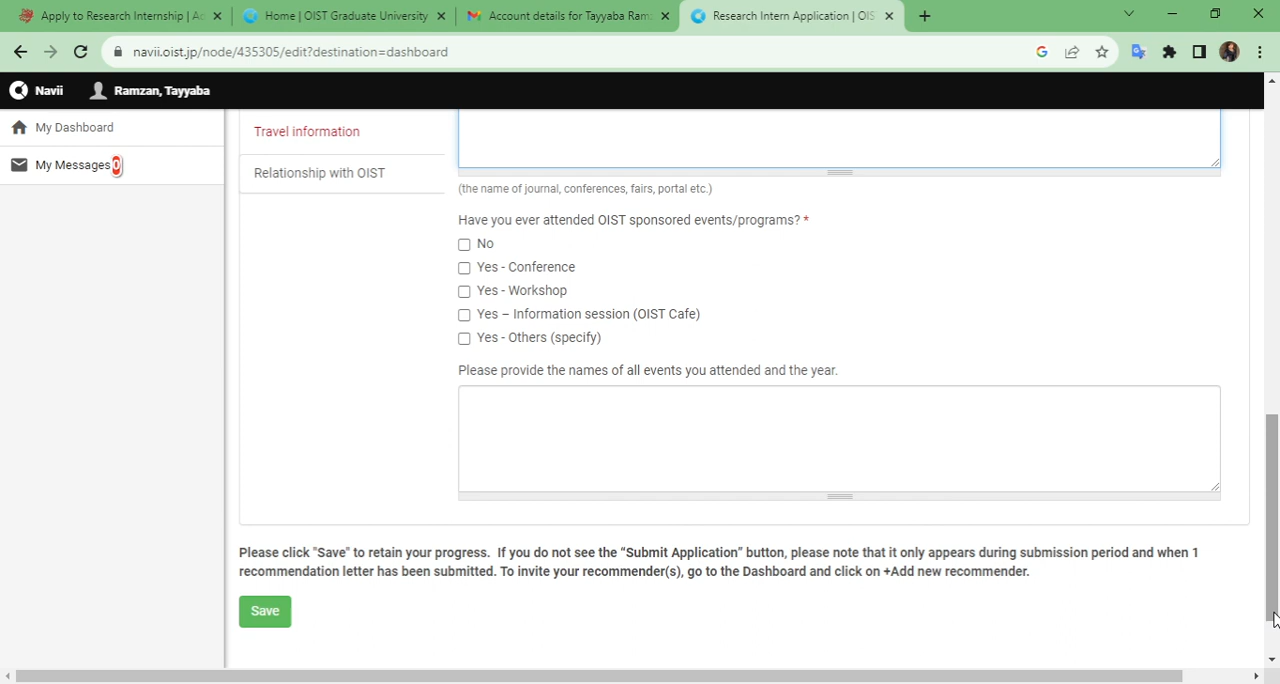 Apply to Research Internship | Ac
Home | OIST Graduate University
Account details for Tayyaba Ram
Research Intern Application | OIS
navii.oist.jp/node/435305/edit?destination=dashboard
Navii
Ramzan, Tayyaba
My Dashboard
Travel information
My Messages 0
Relationship with OIST
(the name of journal, conferences, fairs, portal etc.)
Have you ever attended OIST sponsored events/programs? *
No
Yes - Conference
Yes - Workshop
Yes – Information session (OIST Cafe)
Yes - Others (specify)
Please provide the names of all events you attended and the year.
Please click "Save" to retain your progress. If you do not see the “Submit Application” button, please note that it only appears during submission period and when 1
recommendation letter has been submitted. To invite your recommender(s), go to the Dashboard and click on +Add new recommender.
Save